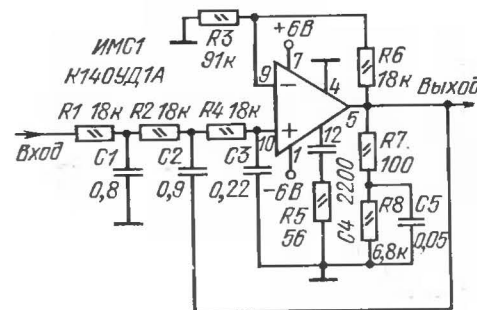 ИМС1
К140УД1А
R3
91к
+6В
7
9
4
R6
18к
Выход
5
R1 18к
R2 18к
R4 18к
10
Вход
C1
0,8
C2
0,9
C3
0,22
1
-6В
12
R5
56
C4
2200
R7
100
R8
6,8к
C5
0,05